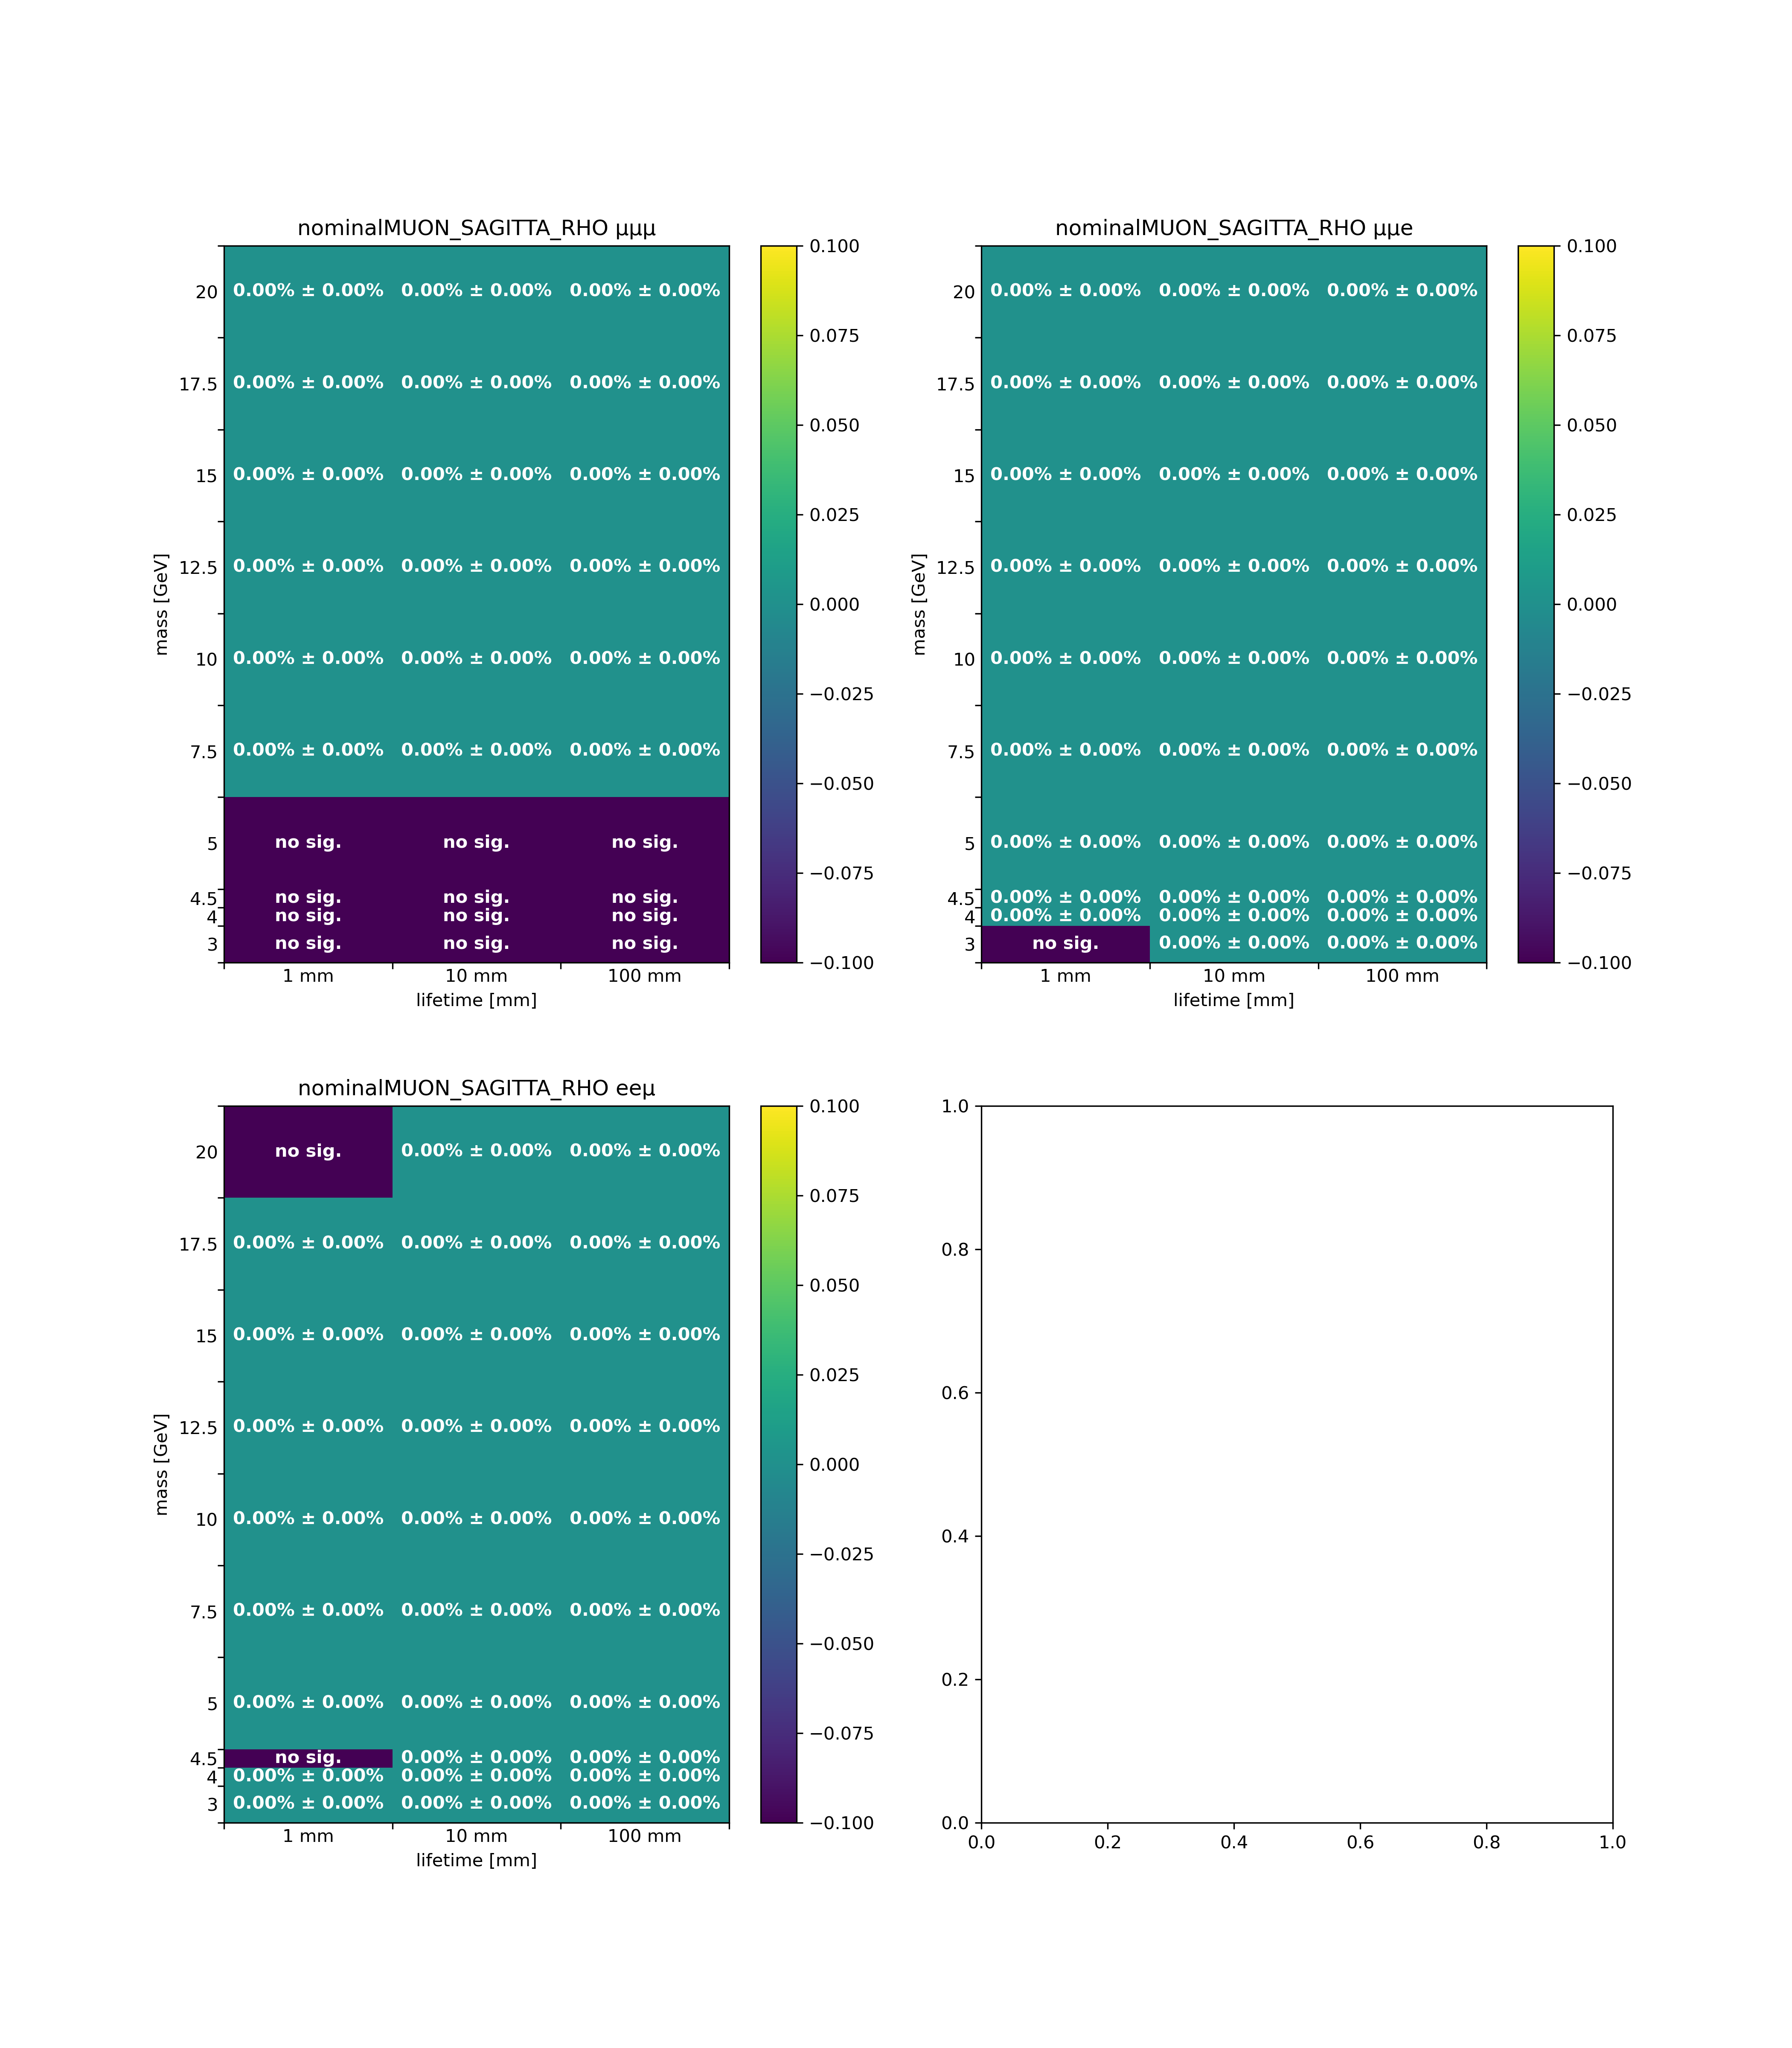 nominalMUON_SAGITTA_RHO μμμ
20 0.00% ± 0.00% 0.00% ± 0.00% 0.00% ± 0.00%
17.5 0.00% ± 0.00% 0.00% ± 0.00% 0.00% ± 0.00%
15 0.00% ± 0.00% 0.00% ± 0.00% 0.00% ± 0.00%
12.5 0.00% ± 0.00% 0.00% ± 0.00% 0.00% ± 0.00%
10 0.00% ± 0.00% 0.00% ± 0.00% 0.00% ± 0.00%
7.5 0.00% ± 0.00% 0.00% ± 0.00% 0.00% ± 0.00%
5 no sig. no sig. no sig.
4.5 no sig. no sig. no sig.
4 no sig. no sig. no sig.
3 no sig. no sig. no sig.
1 mm 10 mm 100 mm
lifetime [mm]
mass [GeV]
0.100
0.075
0.050
0.025
0.000
−0.025
−0.050
−0.075
−0.100
nominalMUON_SAGITTA_RHO μμe
20 0.00% ± 0.00% 0.00% ± 0.00% 0.00% ± 0.00%
17.5 0.00% ± 0.00% 0.00% ± 0.00% 0.00% ± 0.00%
15 0.00% ± 0.00% 0.00% ± 0.00% 0.00% ± 0.00%
12.5 0.00% ± 0.00% 0.00% ± 0.00% 0.00% ± 0.00%
10 0.00% ± 0.00% 0.00% ± 0.00% 0.00% ± 0.00%
7.5 0.00% ± 0.00% 0.00% ± 0.00% 0.00% ± 0.00%
5 0.00% ± 0.00% 0.00% ± 0.00% 0.00% ± 0.00%
4.5 0.00% ± 0.00% 0.00% ± 0.00% 0.00% ± 0.00%
4 0.00% ± 0.00% 0.00% ± 0.00% 0.00% ± 0.00%
3 no sig. 0.00% ± 0.00% 0.00% ± 0.00%
1 mm 10 mm 100 mm
lifetime [mm]
mass [GeV]
0.100
0.075
0.050
0.025
0.000
−0.025
−0.050
−0.075
−0.100
nominalMUON_SAGITTA_RHO eeμ
20 no sig. 0.00% ± 0.00% 0.00% ± 0.00%
17.5 0.00% ± 0.00% 0.00% ± 0.00% 0.00% ± 0.00%
15 0.00% ± 0.00% 0.00% ± 0.00% 0.00% ± 0.00%
12.5 0.00% ± 0.00% 0.00% ± 0.00% 0.00% ± 0.00%
10 0.00% ± 0.00% 0.00% ± 0.00% 0.00% ± 0.00%
7.5 0.00% ± 0.00% 0.00% ± 0.00% 0.00% ± 0.00%
5 0.00% ± 0.00% 0.00% ± 0.00% 0.00% ± 0.00%
4.5 no sig. 0.00% ± 0.00% 0.00% ± 0.00%
4 0.00% ± 0.00% 0.00% ± 0.00% 0.00% ± 0.00%
3 0.00% ± 0.00% 0.00% ± 0.00% 0.00% ± 0.00%
1 mm 10 mm 100 mm
lifetime [mm]
mass [GeV]
0.100
0.075
0.050
0.025
0.000
−0.025
−0.050
−0.075
−0.100
1.0
0.8
0.6
0.4
0.2
0.0
0.0 0.2 0.4 0.6 0.8 1.0